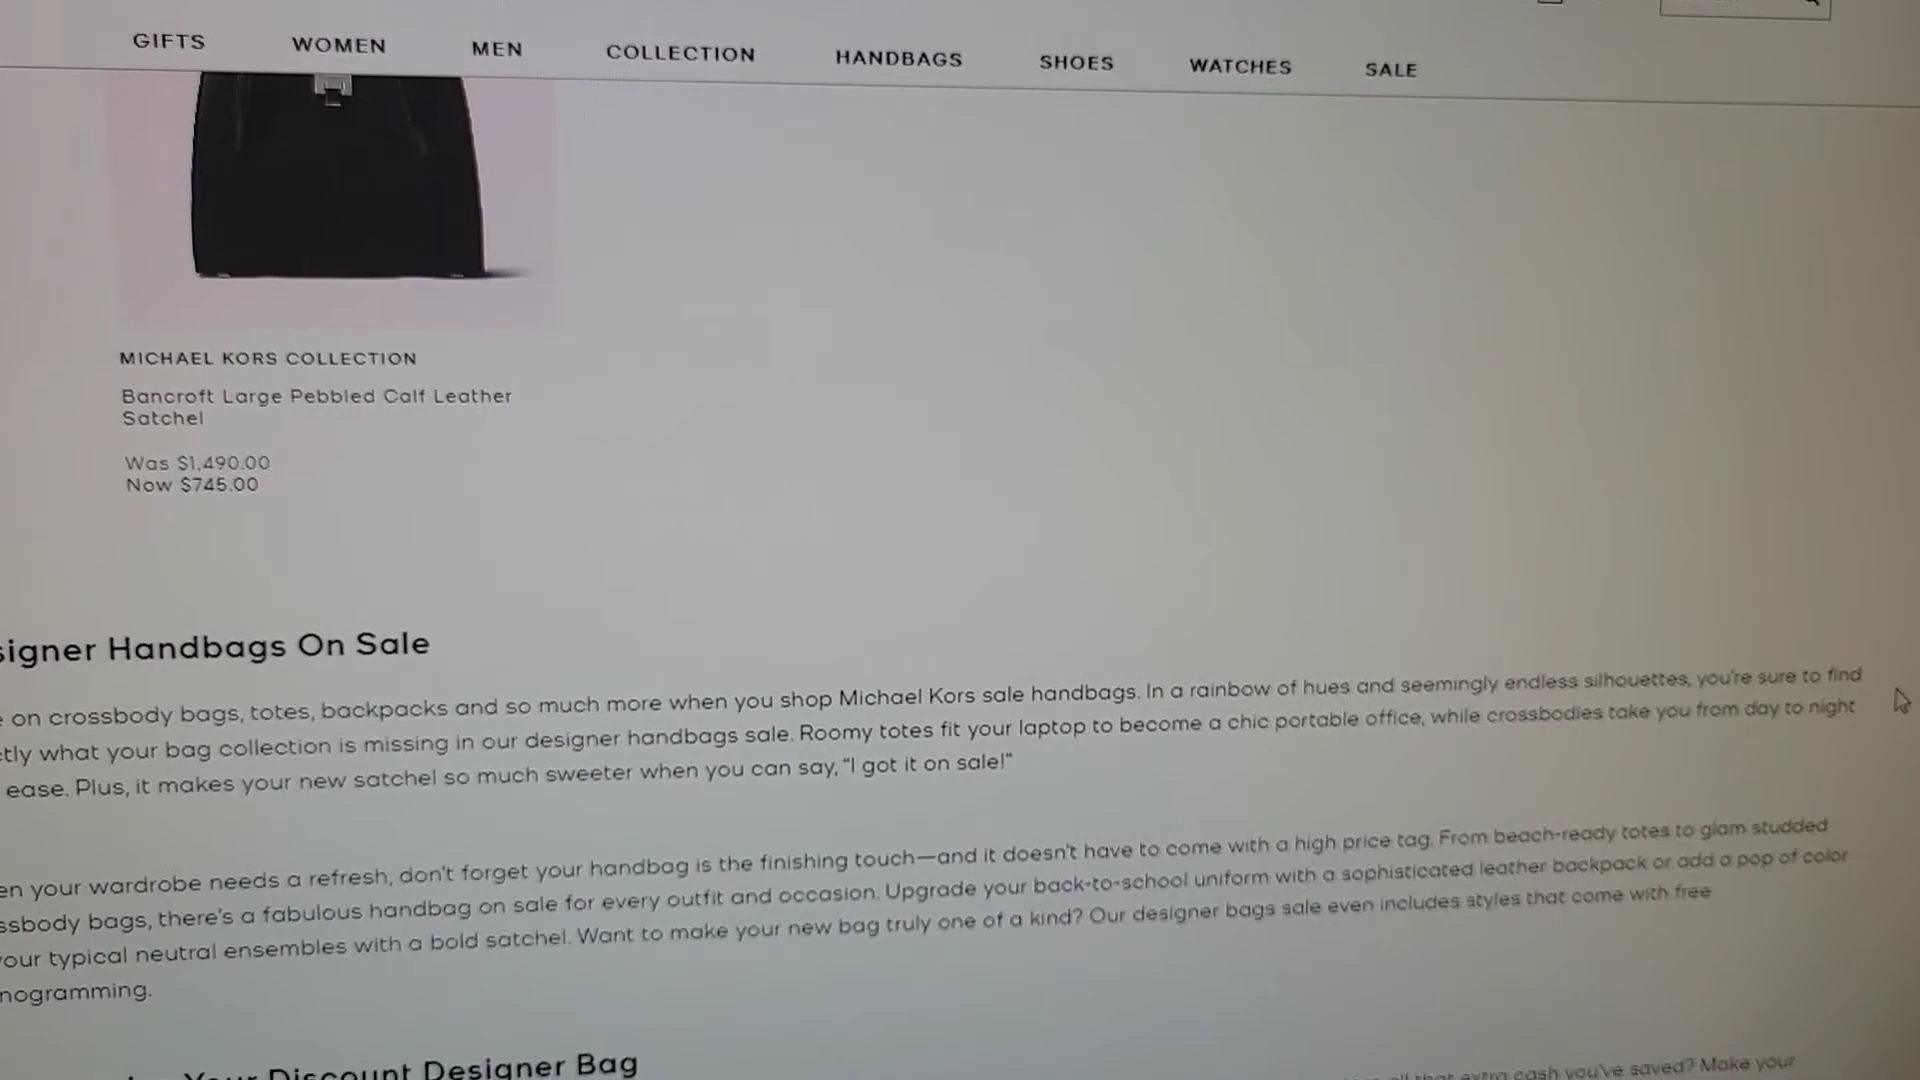 GIFTS WOMEN MEN COLLECTION HANDBAGS SHOES WATCHES SALE
MICHAEL KORS COLLECTION
Bancroft Large Pebbled Calf Leather
Satchel
Was $1,490.00
Now $745.00
signer Handbags On Sale
on crossbody bags, totes, backpacks and so much more when you shop Michael Kors sale handbags. In a rainbow of hues and seemingly endless silhouettes, you're sure to find
ctly what your bag collection is missing in our designer handbags sale. Roomy totes fit your laptop to become a chic portable office, while crossbodies take you from day to night
ease. Plus, it makes your new satchel so much sweeter when you can say, “I got it on sale!”
en your wardrobe needs a refresh, don't forget your handbag is the finishing touch—and it doesn't have to come with a high price tag. From beach-ready totes to glam studded
ssbody bags, there's a fabulous handbag on sale for every outfit and occasion. Upgrade your back-to-school uniform with a sophisticated leather backpack or add a pop of color
your typical neutral ensembles with a bold satchel. Want to make your new bag truly one of a kind? Our designer bags sale even includes styles that come with free
nogramming.
Your Discount Designer Bag
all that extra cash you've saved? Make your